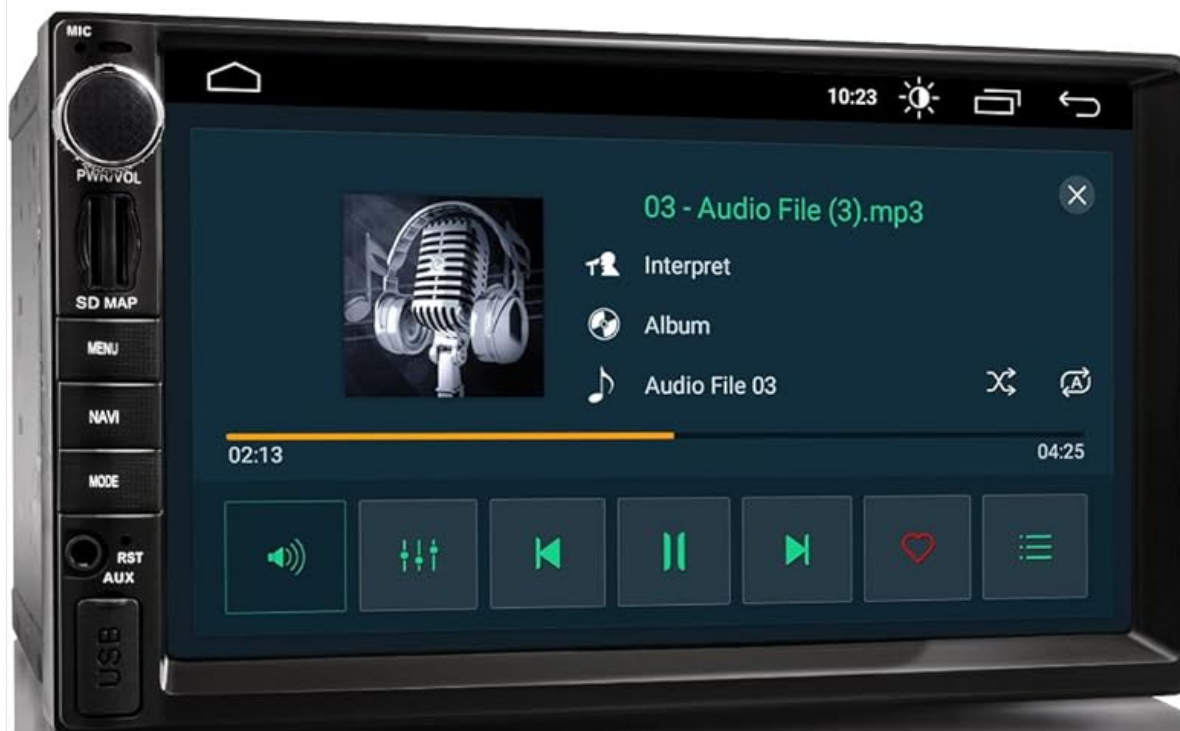 MIC
PWR/VOL
SD MAP
MENU
NAVI
MODE
RST
AUX
USB
10:23
03 - Audio File (3).mp3
Interpret
Album
Audio File 03
A
02:13
04:25